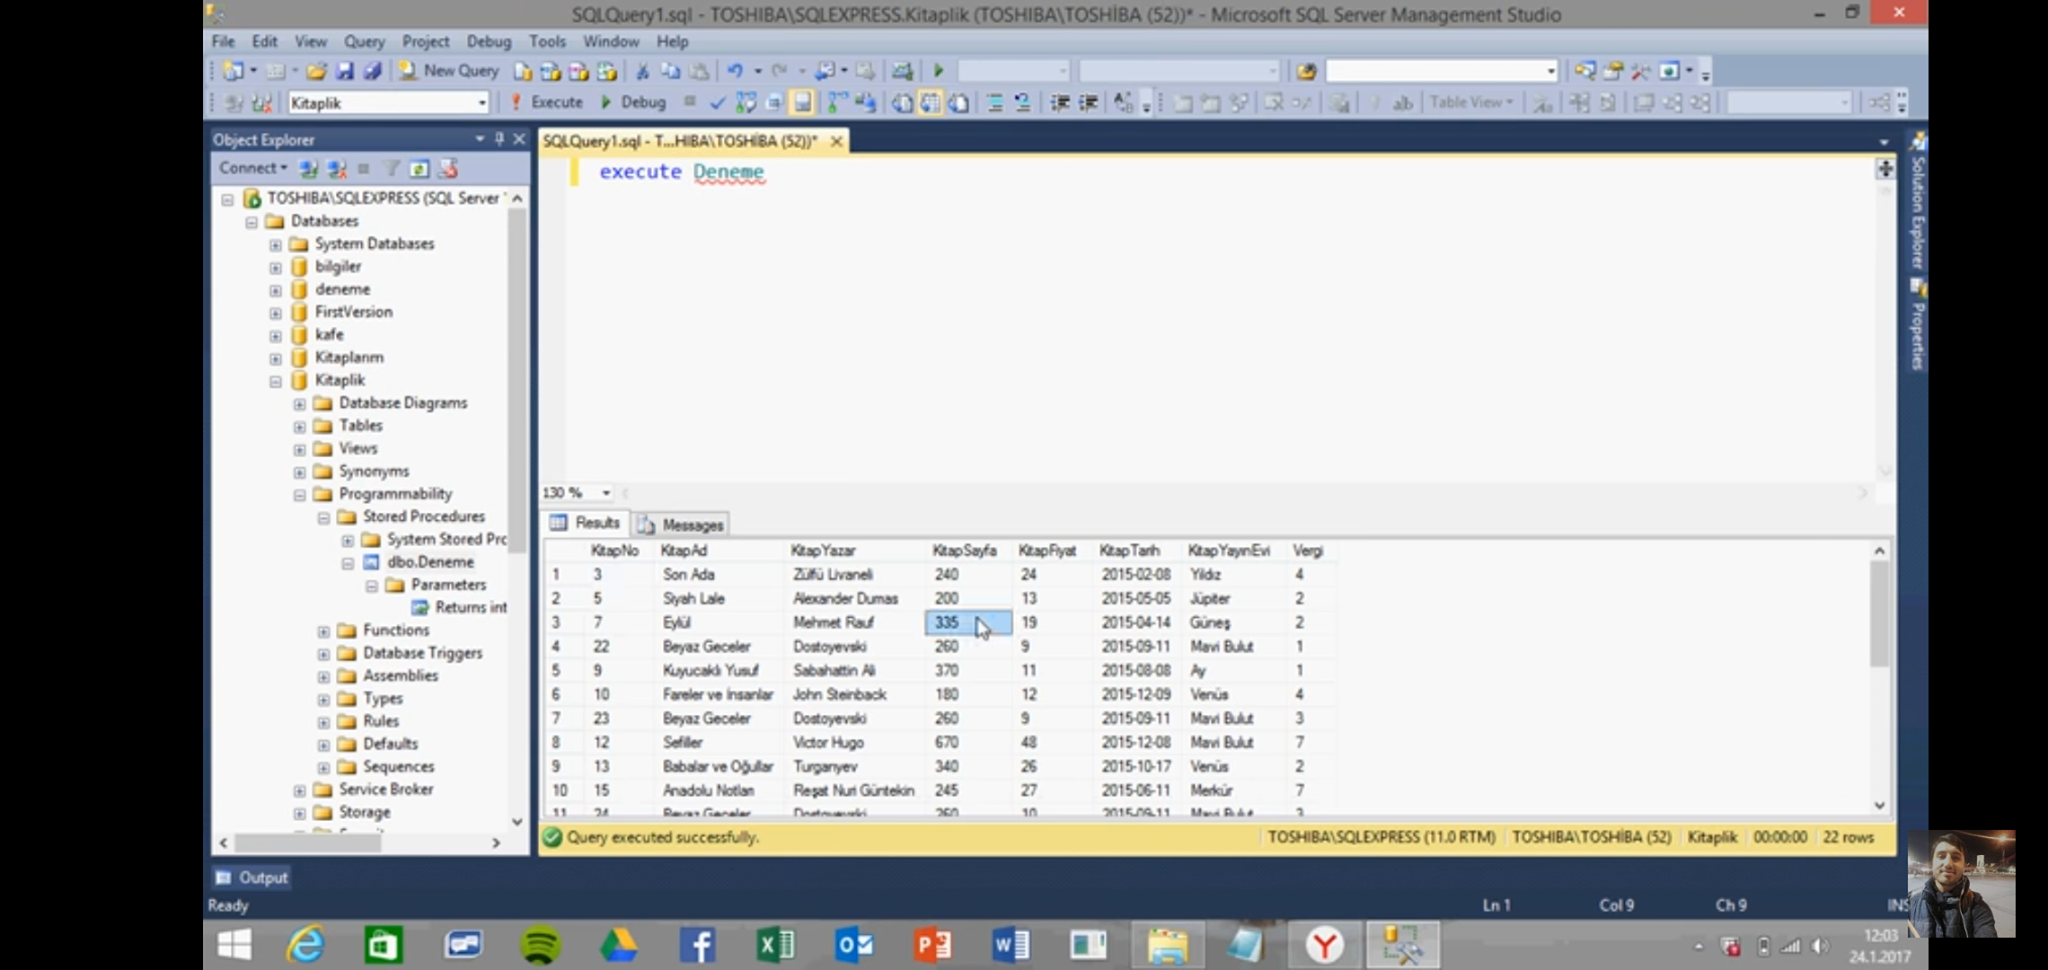 SQLQuery1.sql - TOSHIBA\SQLEXPRESS.Kitaplik (TOSHIBA\TOSHİBA (52))* - Microsoft SQL Server Management Studio
File Edit View Query Project Debug Tools Window Help
New Query
Kitaplik Execute Debug Table View
Object Explorer
Connect
TOSHIBA\SQLEXPRESS (SQL Server
Databases
System Databases
bilgiler
deneme
FirstVersion
kafe
Kitaplarım
Kitaplik
Database Diagrams
Tables
Views
Synonyms
Programmability
Stored Procedures
System Stored Prc
dbo.Deneme
Parameters
Returns int
Functions
Database Triggers
Assemblies
Types
Rules
Defaults
Sequences
Service Broker
Storage
SQLQuery1.sql - T...HIBA\TOSHİBA (52))*
execute Deneme
130 %
Results Messages
KitapNo KitapAd KitapYazar KitapSayfa KitapFiyat KitapTarih KitapYayınEvi Vergi
1 3 Son Ada Zülfü Livaneli 240 24 2015-02-08 Yıldız 4
2 5 Siyah Lale Alexander Dumas 200 13 2015-05-05 Jüpiter 2
3 7 Eylül Mehmet Rauf 335 19 2015-04-14 Güneş 2
4 22 Beyaz Geceler Dostoyevski 260 9 2015-09-11 Mavi Bulut 1
5 9 Kuyucaklı Yusuf Sabahattin Ali 370 11 2015-08-08 Ay 1
6 10 Fareler ve İnsanlar John Steinback 180 12 2015-12-09 Venüs 4
7 23 Beyaz Geceler Dostoyevski 260 9 2015-09-11 Mavi Bulut 3
8 12 Sefiller Victor Hugo 670 48 2015-12-08 Mavi Bulut 7
9 13 Babalar ve Oğullar Turganyev 340 26 2015-10-17 Venüs 2
10 15 Anadolu Notları Reşat Nuri Güntekin 245 27 2015-06-11 Merkür 7
11 24 Beyaz Geceler Dostoyevski 260 10 2015-09-11 Mavi Bulut 3
Query executed successfully. TOSHIBA\SQLEXPRESS (11.0 RTM) TOSHIBA\TOSHİBA (52) Kitaplik 00:00:00 22 rows
Solution Explorer
Properties
Output
Ready Ln 1 Col 9 Ch 9 INS
12:03
24.1.2017